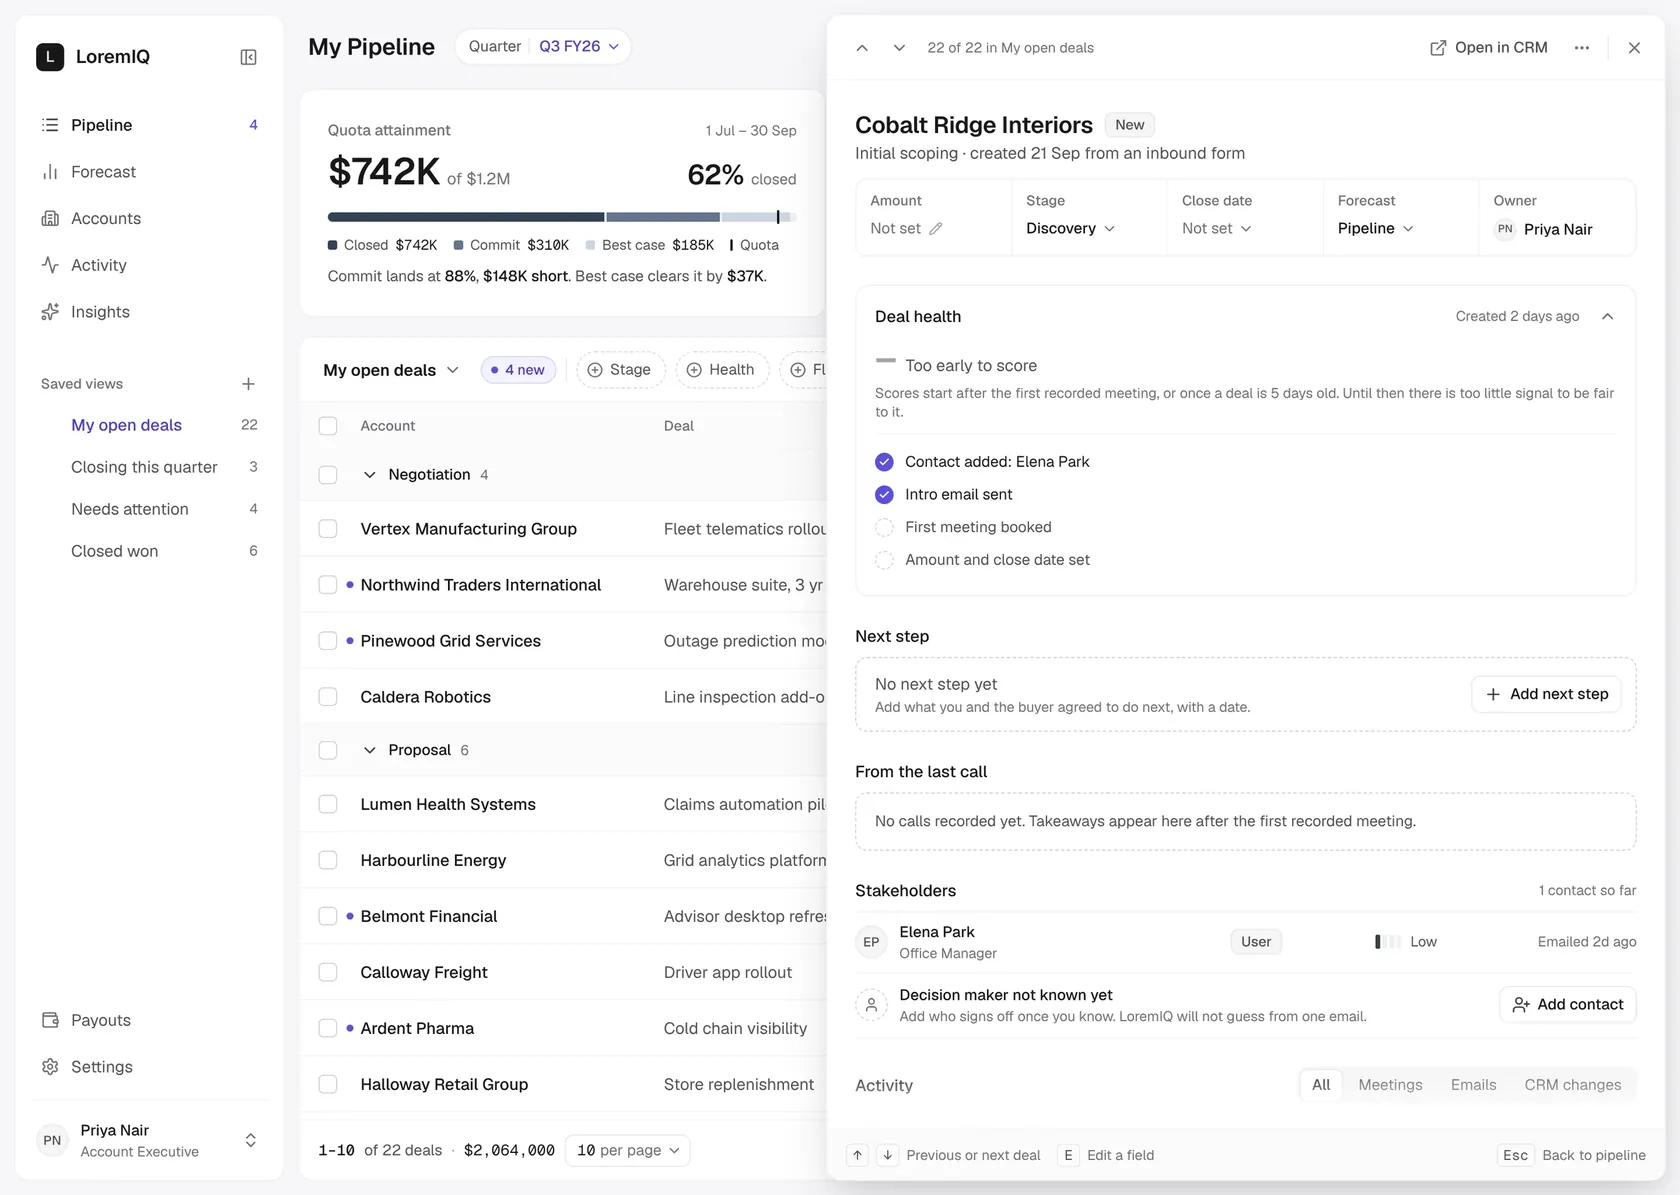 L LoremIQ
Pipeline 4
Forecast
Accounts
Activity
Insights
Saved views
My open deals 22
Closing this quarter 3
Needs attention 4
Closed won 6
Payouts
Settings
PN Priya Nair
Account Executive
My Pipeline
Quarter Q3 FY26
Quota attainment 1 Jul – 30 Sep
$742K of $1.2M 62% closed
Closed $742K Commit $310K Best case $185K Quota
Commit lands at 88%, $148K short. Best case clears it by $37K.
My open deals 4 new Stage Health
Account Deal
Negotiation 4
Vertex Manufacturing Group Fleet telematics rollou
Northwind Traders International Warehouse suite, 3 yr
Pinewood Grid Services Outage prediction mo
Caldera Robotics Line inspection add-o
Proposal 6
Lumen Health Systems Claims automation pil
Harbourline Energy Grid analytics platform
Belmont Financial Advisor desktop refres
Calloway Freight Driver app rollout
Ardent Pharma Cold chain visibility
Halloway Retail Group Store replenishment
1–10 of 22 deals · $2,064,000 10 per page
22 of 22 in My open deals Open in CRM
Cobalt Ridge Interiors New
Initial scoping · created 21 Sep from an inbound form
Amount Stage Close date Forecast Owner
Not set Discovery Not set Pipeline PN Priya Nair
Deal health Created 2 days ago
Too early to score
Scores start after the first recorded meeting, or once a deal is 5 days old. Until then there is too little signal to be fair
to it.
Contact added: Elena Park
Intro email sent
First meeting booked
Amount and close date set
Next step
No next step yet
Add what you and the buyer agreed to do next, with a date.
Add next step
From the last call
No calls recorded yet. Takeaways appear here after the first recorded meeting.
Stakeholders 1 contact so far
EP Elena Park User Low Emailed 2d ago
Office Manager
Decision maker not known yet
Add who signs off once you know. LoremIQ will not guess from one email.
Add contact
Activity All Meetings Emails CRM changes
↑ ↓ Previous or next deal E Edit a field Esc Back to pipeline